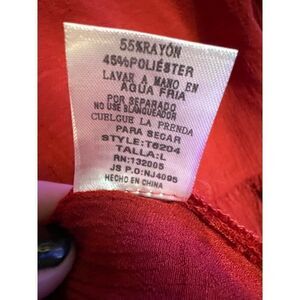 55%RAYÓN
45%POLIÉSTER
LAVAR A MANO EN
AGUA FRIA
POR SEPARADO
NO USE BLANQUEADOR
CUELGUE LA PRENDA
PARA SECAR
STYLE:T6204
TALLA:L
RN:132005
JS P.O:NJ4095
HECHO EN CHINA